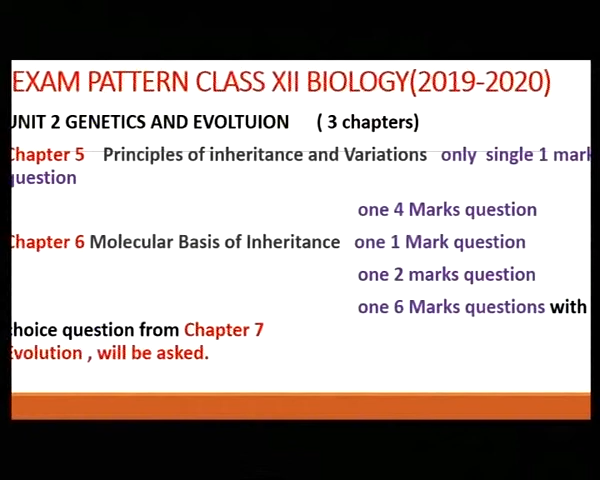 EXAM PATTERN CLASS XII BIOLOGY(2019-2020)
UNIT 2 GENETICS AND EVOLTUION ( 3 chapters)
Chapter 5 Principles of inheritance and Variations only single 1 mark
question
one 4 Marks question
Chapter 6 Molecular Basis of Inheritance one 1 Mark question
one 2 marks question
one 6 Marks questions with
choice question from Chapter 7
Evolution , will be asked.